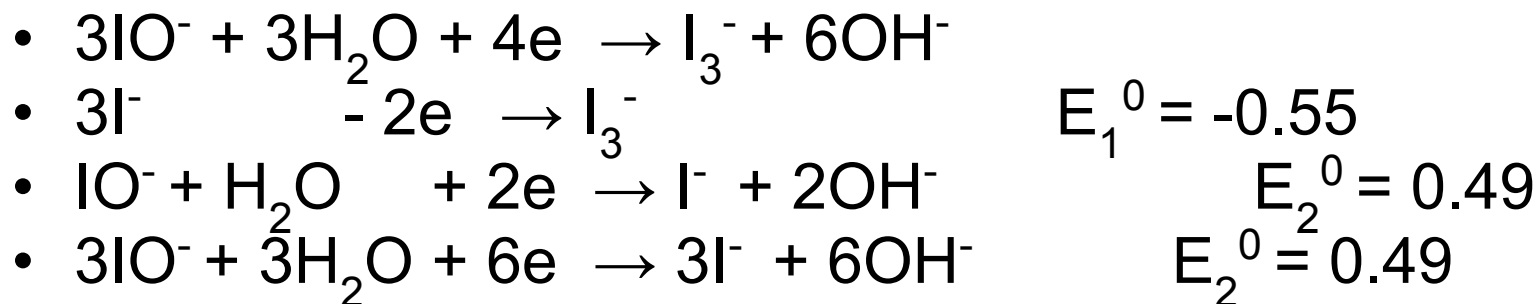 • 3IO⁻ + 3H₂O + 4e → I₃⁻ + 6OH⁻
• 3I⁻ - 2e → I₃⁻ E₁⁰ = -0.55
• IO⁻ + H₂O + 2e → I⁻ + 2OH⁻ E₂⁰ = 0.49
• 3IO⁻ + 3H₂O + 6e → 3I⁻ + 6OH⁻ E₂⁰ = 0.49